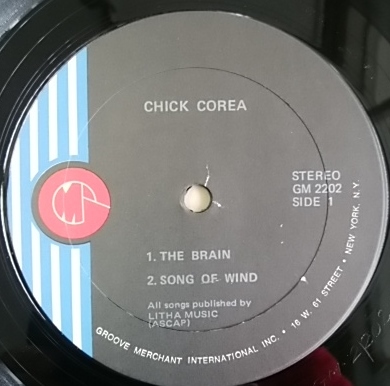 CHICK COREA
STEREO
GM 2202
SIDE 1
1. THE BRAIN
2. SONG OF WIND
All songs published by
LITHA MUSIC
(ASCAP)
GROOVE MERCHANT INTERNATIONAL INC. • 16 W. 61 STREET • NEW YORK, N.Y.